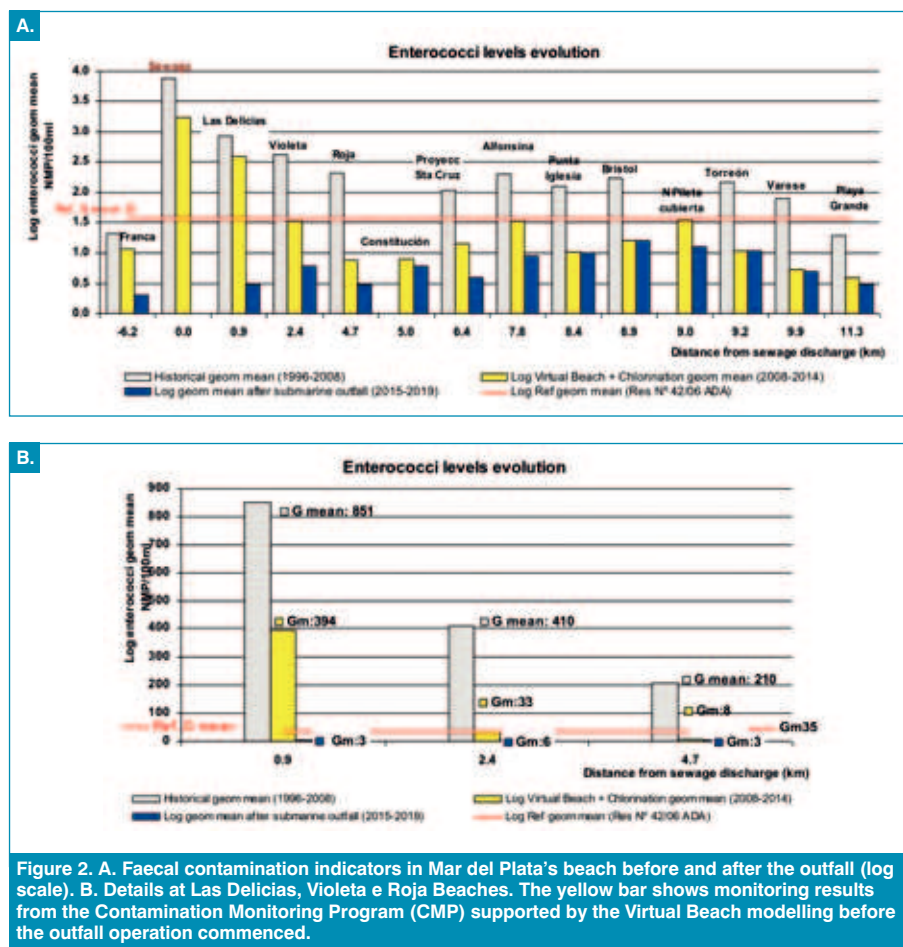 A.
Enterococci levels evolution
Log enterococci geom mean
NMP/100ml
4.0
3.5
3.0
2.5
2.0
1.5
1.0
0.5
0.0
Franca
Las Delicias
Violeta
Roja
Constitución
Proyecc
Sta Cruz
Alfonsina
Punta
Iglesia
Bristol
N Pileta
cubierta
Torreón
Varese
Playa
Grande
-6.2 0.0 0.9 2.4 4.7 5.0 6.4 7.8 8.4 8.9 9.0 9.2 9.9 11.3
Distance from sewage discharge (km)
Historical geom mean (1996-2008)
Log Virtual Beach + Chlorination geom mean (2008-2014)
Log geom mean after submarine outfall (2015-2019)
Log Ref geom mean (Res Nº 42/06 ADA)
B.
Enterococci levels evolution
Log enterococci geom mean
NMP/100ml
900
800
700
600
500
400
300
200
100
0
G mean: 851
Gm:394
Gm:3
G mean: 410
Gm:33
Gm:6
G mean: 210
Gm:8
Gm:3
Ref. G mean
Gm35
0.9 2.4 4.7
Distance from sewage discharge (km)
Historical geom mean (1996-2008)
Log Virtual Beach + Chlorination geom mean (2008-2014)
Log geom mean after submarine outfall (2015-2019)
Log Ref geom mean (Res Nº 42/06 ADA)
Figure 2. A. Faecal contamination indicators in Mar del Plata's beach before and after the outfall (log
scale). B. Details at Las Delicias, Violeta e Roja Beaches. The yellow bar shows monitoring results
from the Contamination Monitoring Program (CMP) supported by the Virtual Beach modelling before
the outfall operation commenced.